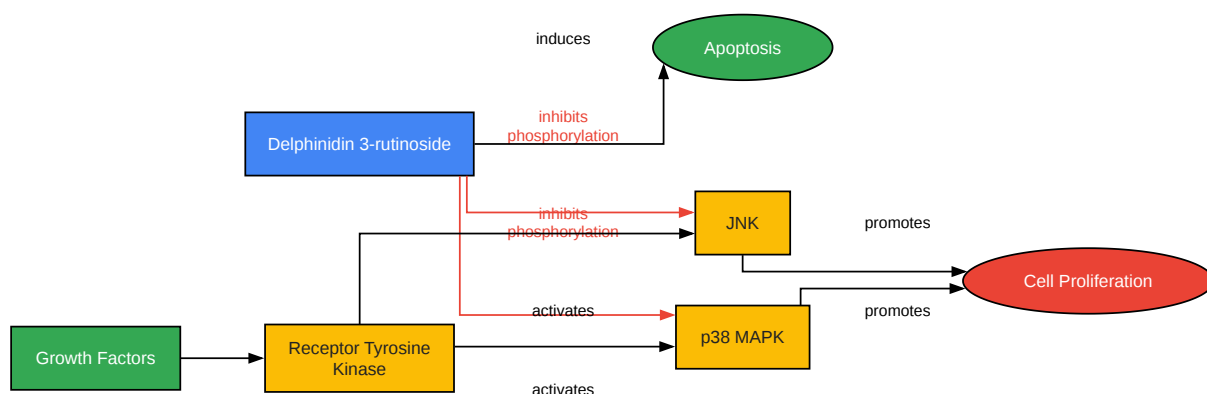 induces
Apoptosis
inhibits
phosphorylation
Delphinidin 3-rutinoside
inhibits
phosphorylation
JNK
promotes
Cell Proliferation
activates
p38 MAPK
promotes
Growth Factors
Receptor Tyrosine
Kinase
activates